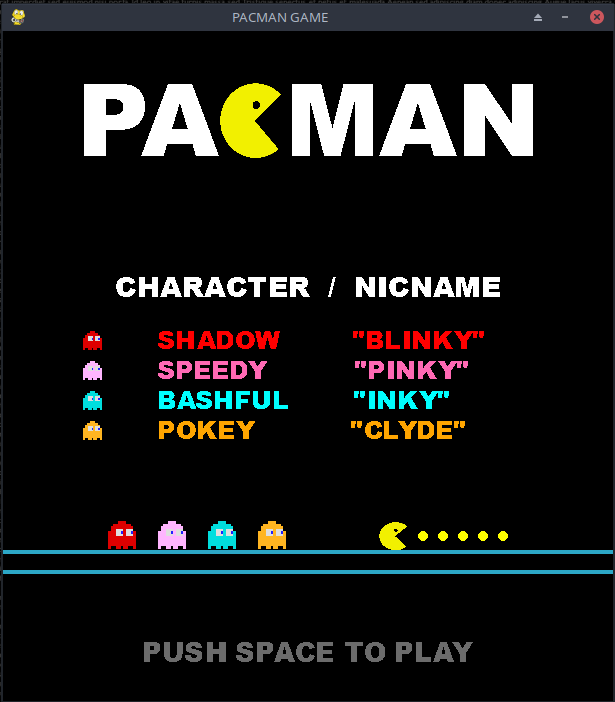 PACMAN GAME
PACMAN
CHARACTER / NICNAME
SHADOW "BLINKY"
SPEEDY "PINKY"
BASHFUL "INKY"
POKEY "CLYDE"
PUSH SPACE TO PLAY